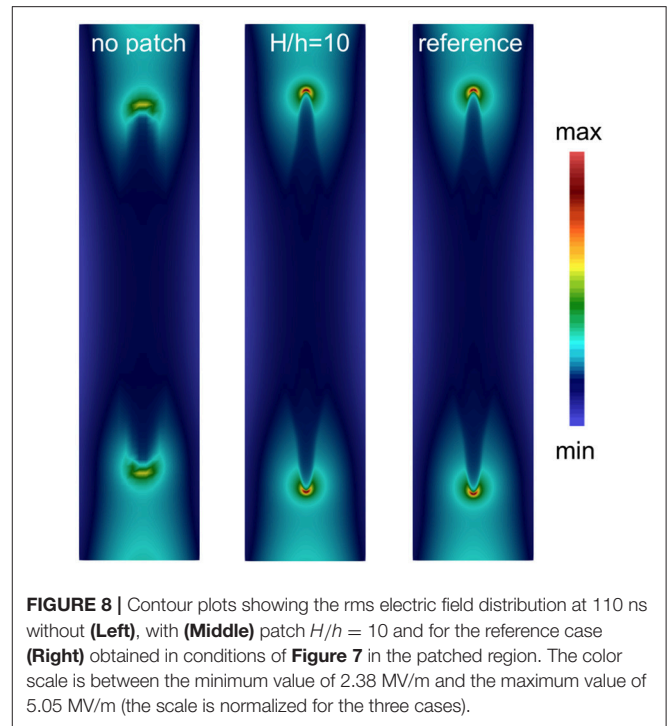 no patch
H/h=10
reference
max
min
FIGURE 8 | Contour plots showing the rms electric field distribution at 110 ns
without (Left), with (Middle) patch H/h = 10 and for the reference case
(Right) obtained in conditions of Figure 7 in the patched region. The color
scale is between the minimum value of 2.38 MV/m and the maximum value of
5.05 MV/m (the scale is normalized for the three cases).